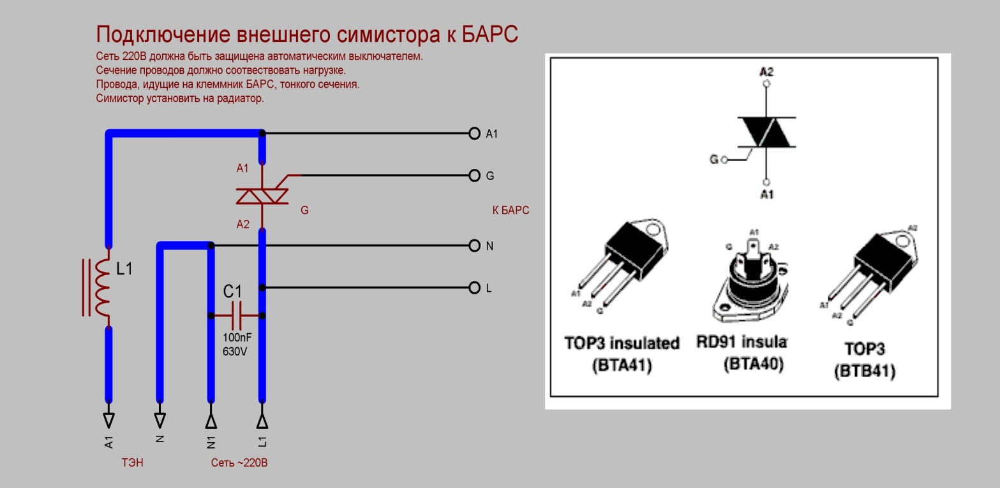 Подключение внешнего симистора к БАРС
Сеть 220В должна быть защищена автоматическим выключателем.
Сечение проводов должно соотвествовать нагрузке.
Провода, идущие на клеммник БАРС, тонкого сечения.
Симистор установить на радиатор.
A1
A1
G
G
A2
К БАРС
N
L1
L
C1
100nF
630V
A1
N
N1
L1
ТЭН
Сеть ~220В
A2
G
A1
A1
A2
G
G
A1
A2
A2
A1
A2
G
TOP3 insulated
(BTA41)
RD91 insula
(BTA40)
TOP3
(BTB41)